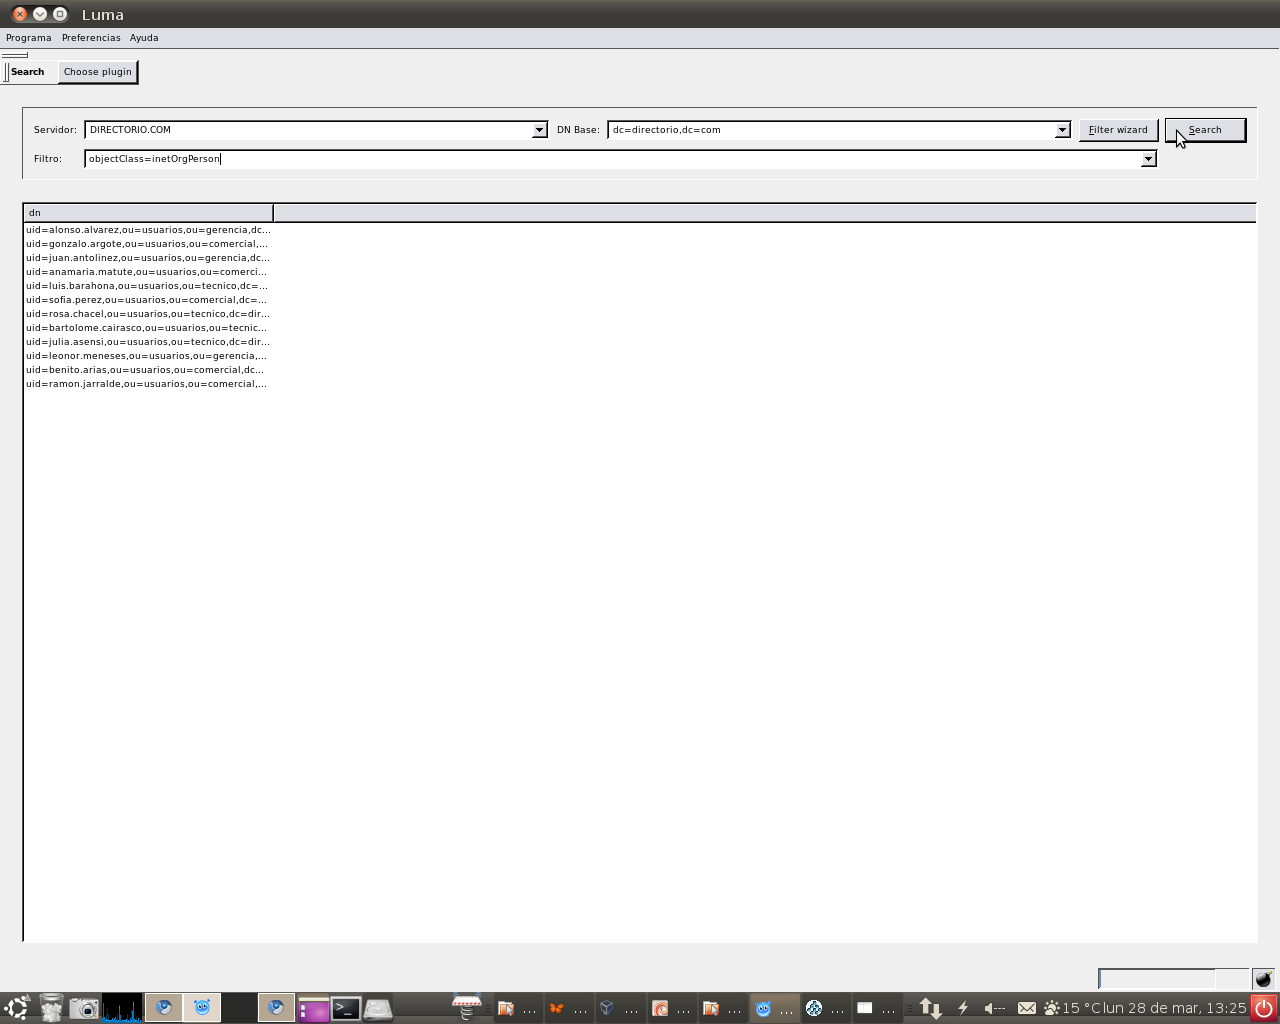 Luma
Programa Preferencias Ayuda
Search Choose plugin
Servidor: DIRECTORIO.COM DN Base: dc=directorio,dc=com Filter wizard Search
Filtro: objectClass=inetOrgPerson
dn
uid=alonso.alvarez,ou=usuarios,ou=gerencia,dc...
uid=gonzalo.argote,ou=usuarios,ou=comercial,...
uid=juan.antolinez,ou=usuarios,ou=gerencia,dc...
uid=anamaria.matute,ou=usuarios,ou=comerci...
uid=luis.barahona,ou=usuarios,ou=tecnico,dc=...
uid=sofia.perez,ou=usuarios,ou=comercial,dc=...
uid=rosa.chacel,ou=usuarios,ou=tecnico,dc=dir...
uid=bartolome.cairasco,ou=usuarios,ou=tecnic...
uid=julia.asensi,ou=usuarios,ou=tecnico,dc=dir...
uid=leonor.meneses,ou=usuarios,ou=gerencia,...
uid=benito.arias,ou=usuarios,ou=comercial,dc...
uid=ramon.jarralde,ou=usuarios,ou=comercial,...
... ... ... ... ... ... ... ... 15 °C lun 28 de mar, 13:25